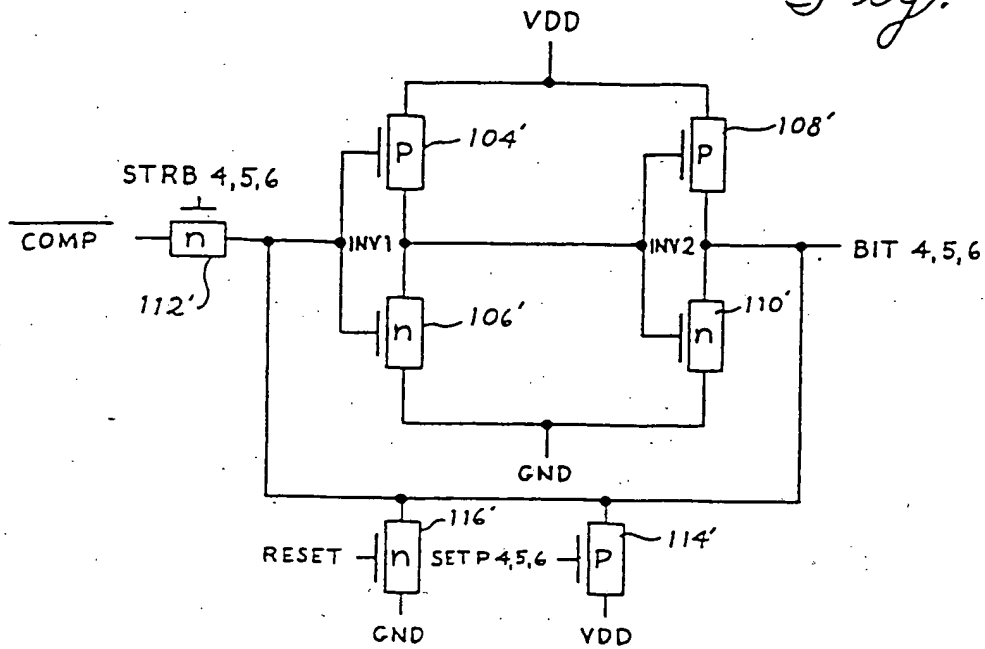 Fig.
VDD
104'
108'
P
P
STRB 4,5,6
COMP
n
INV1
INV2
BIT 4,5,6
112'
106'
110'
n
n
GND
116'
114'
RESET
n
SETP 4,5,6
P
GND
VDD